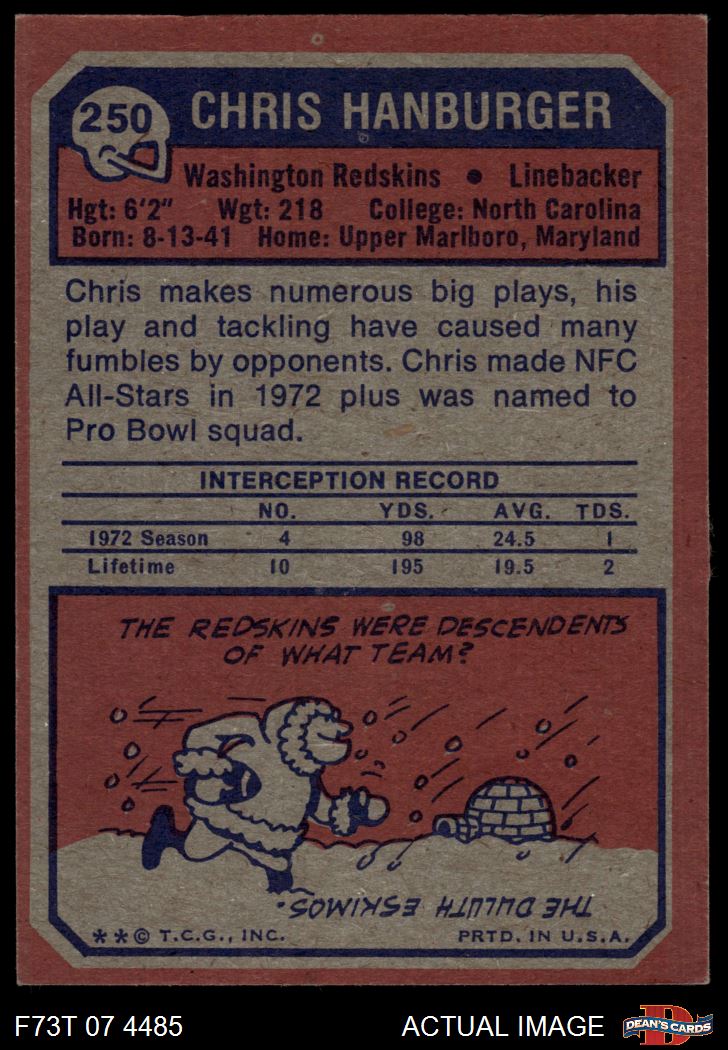 250 CHRIS HANBURGER
Washington Redskins • Linebacker
Hgt: 6'2" Wgt: 218 College: North Carolina
Born: 8-13-41 Home: Upper Marlboro, Maryland
Chris makes numerous big plays, his
play and tackling have caused many
fumbles by opponents. Chris made NFC
All-Stars in 1972 plus was named to
Pro Bowl squad.
INTERCEPTION RECORD
NO. YDS. AVG. TDS.
1972 Season 4 98 24.5 1
Lifetime 10 195 19.5 2
THE REDSKINS WERE DESCENDENTS
OF WHAT TEAM?
THE DULUTH ESKIMOS.
**© T.C.G., INC. PRTD. IN U.S.A.
F73T 07 4485 ACTUAL IMAGE D DEAN'S CARDS